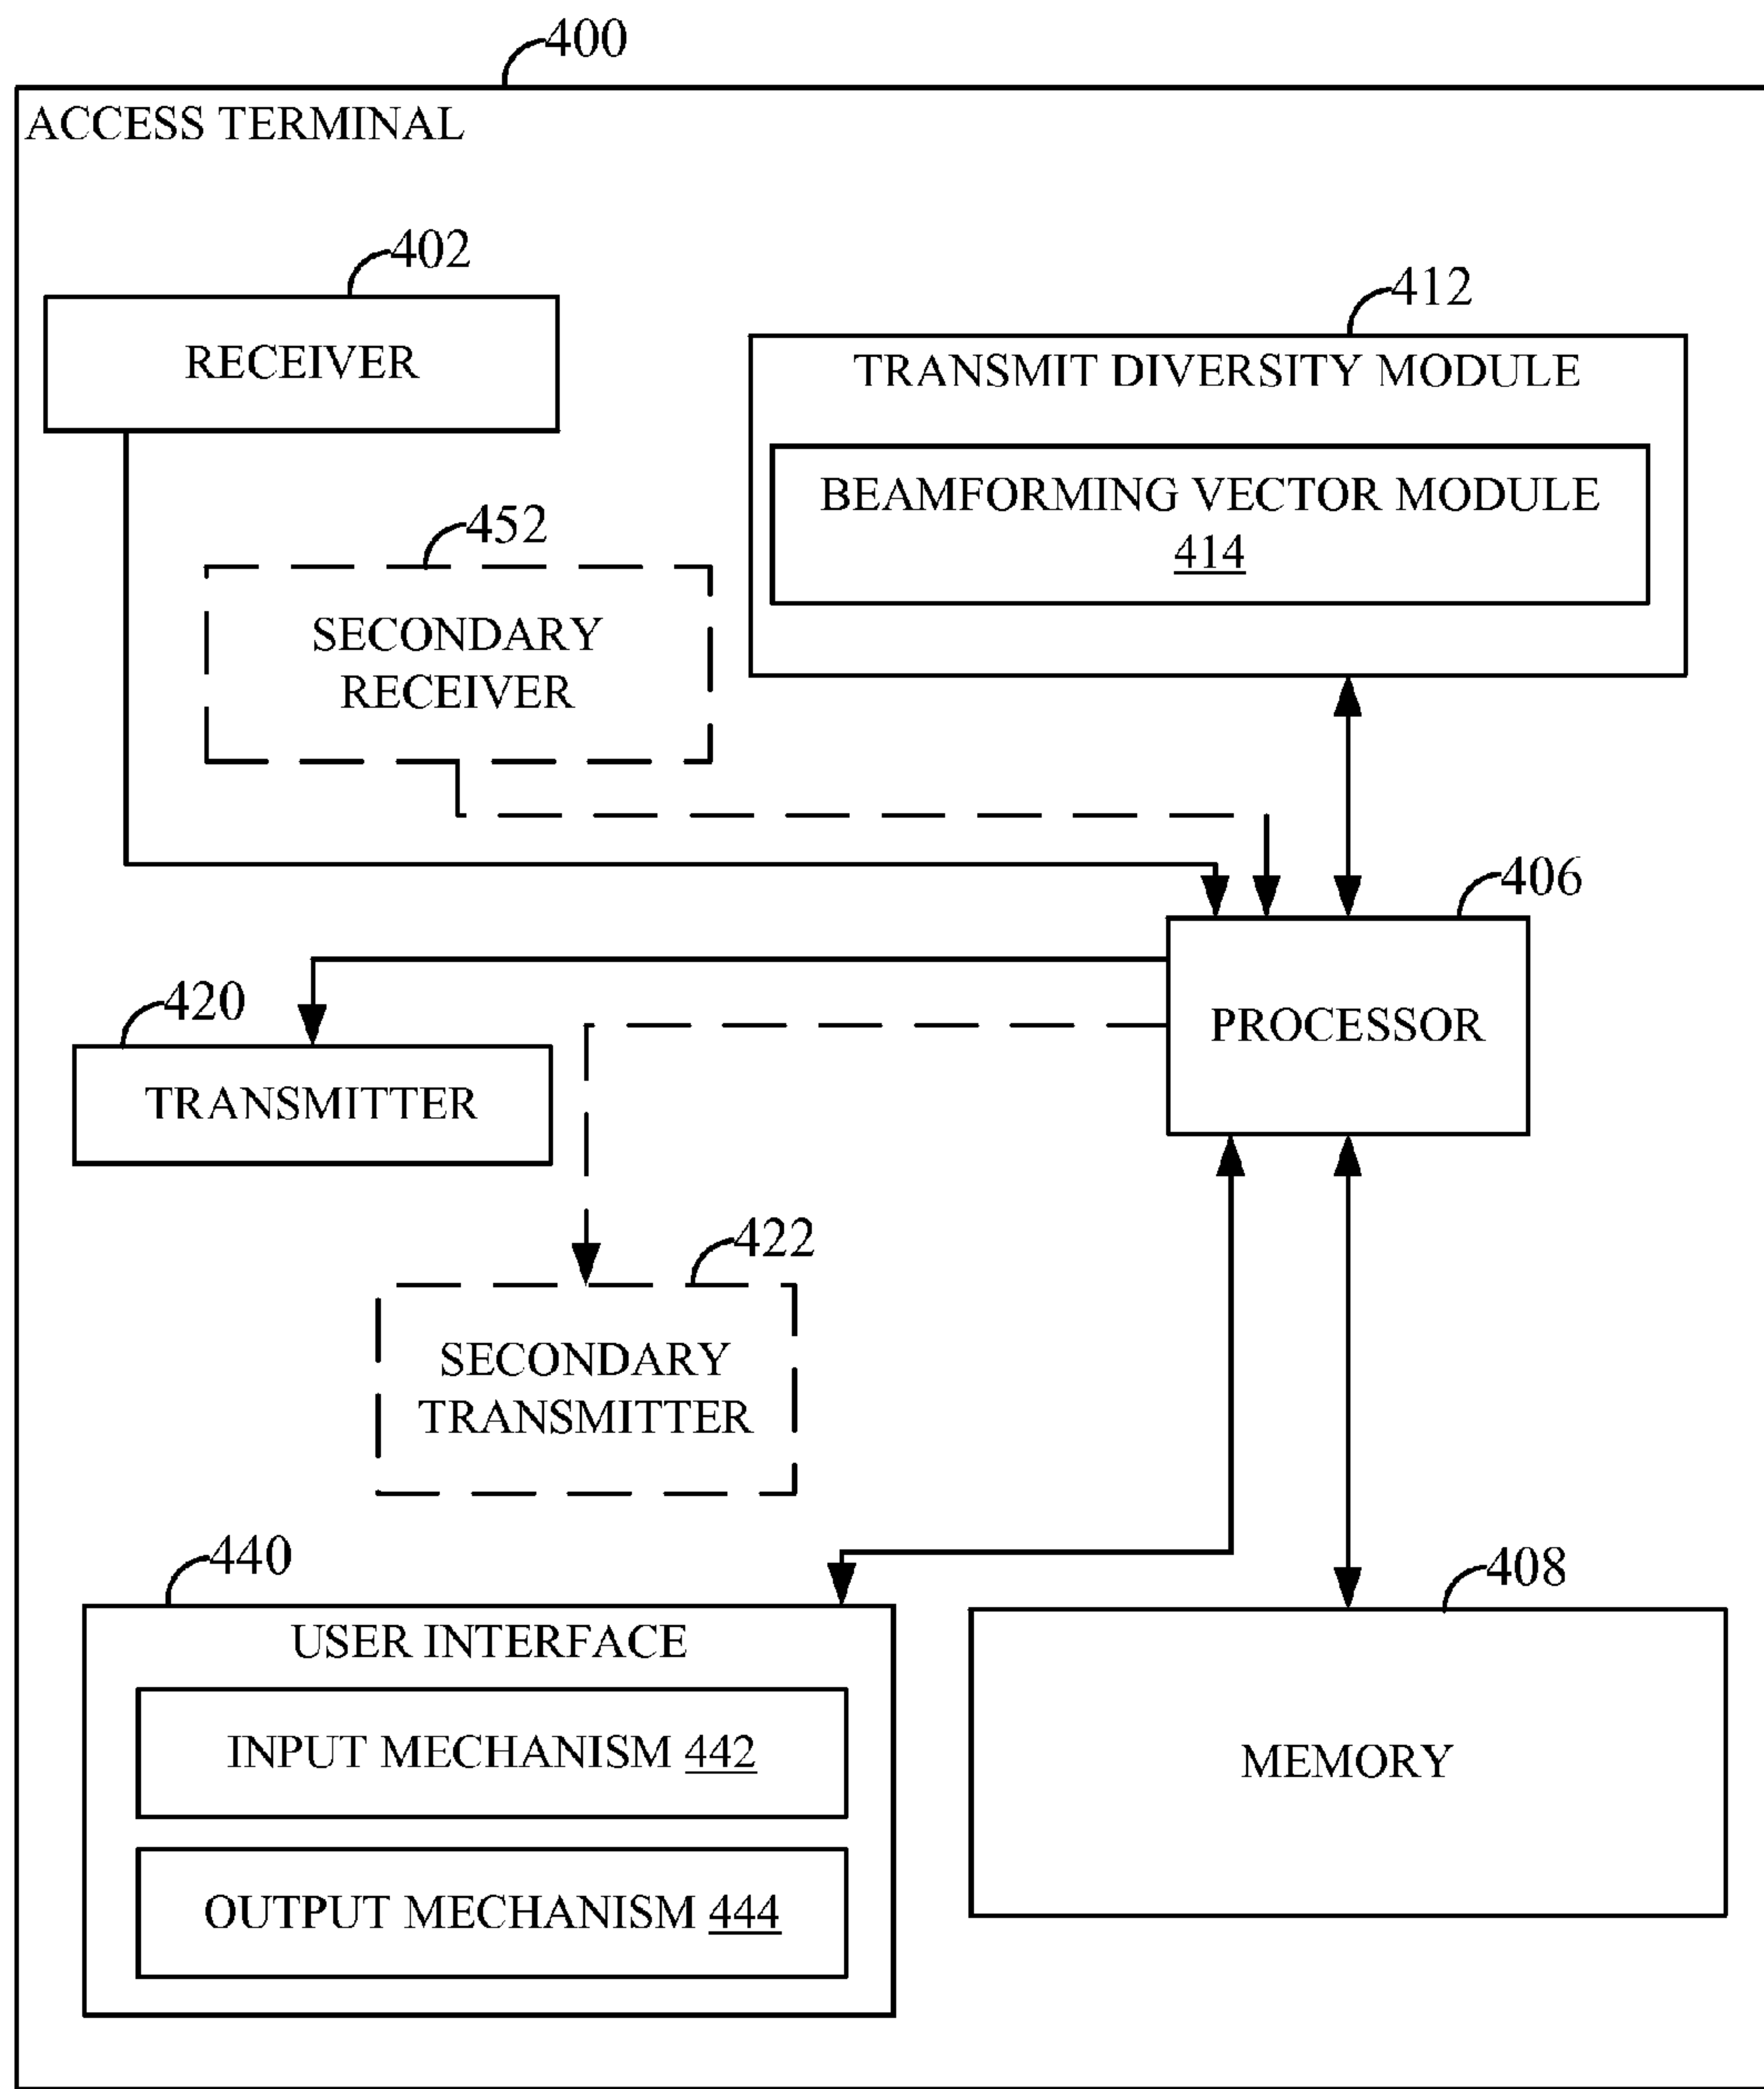 400
ACCESS TERMINAL
402
RECEIVER
412
TRANSMIT DIVERSITY MODULE
BEAMFORMING VECTOR MODULE
414
452
SECONDARY
RECEIVER
406
PROCESSOR
420
TRANSMITTER
422
SECONDARY
TRANSMITTER
440
USER INTERFACE
INPUT MECHANISM 442
OUTPUT MECHANISM 444
408
MEMORY